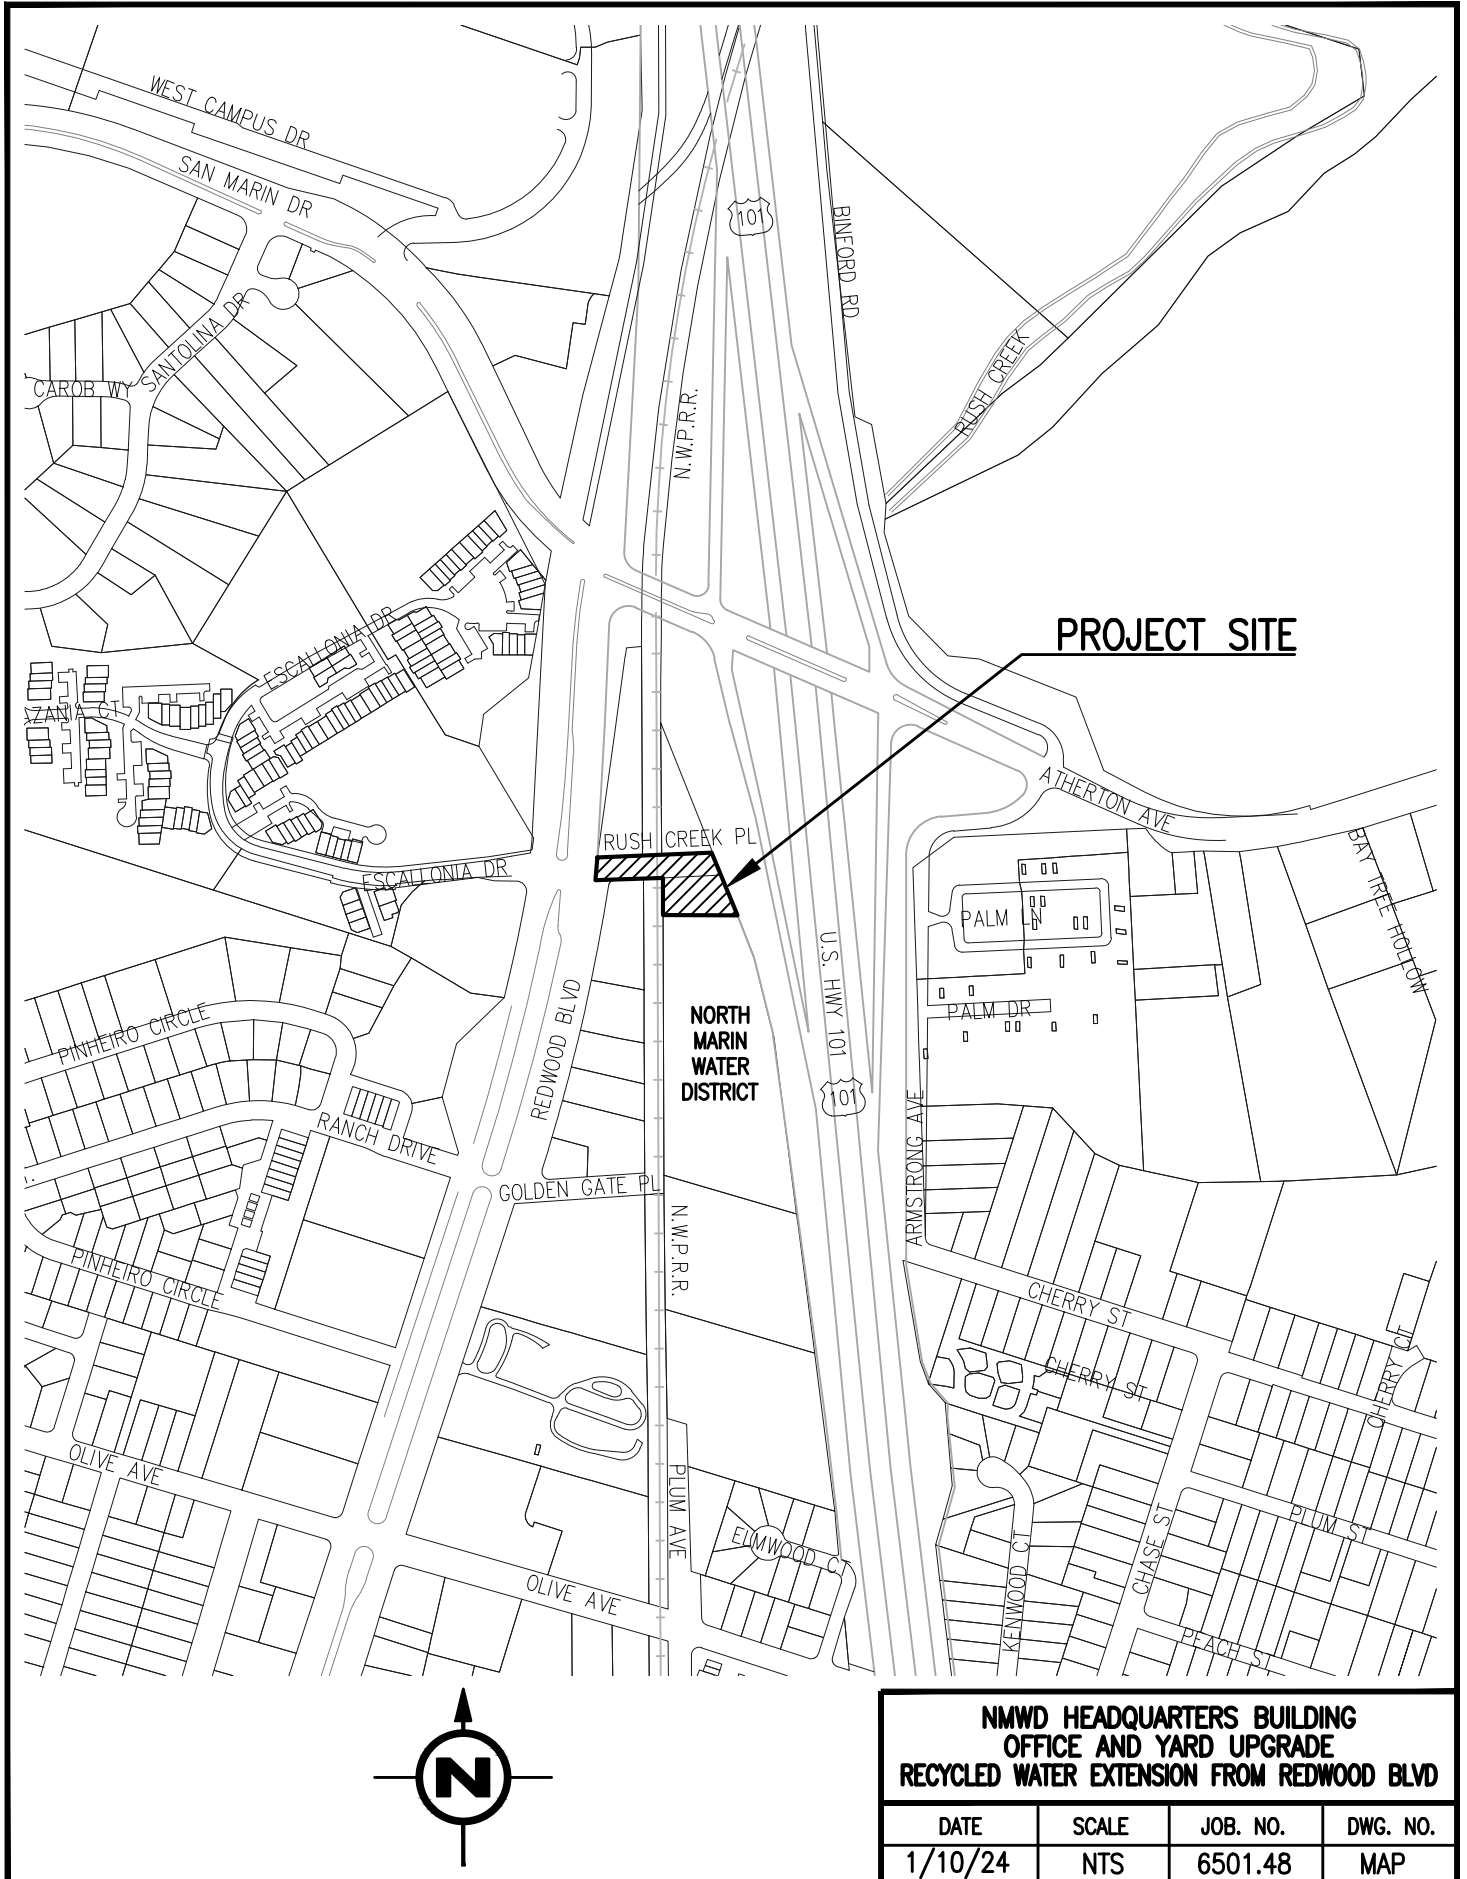 WEST CAMPUS DR
SAN MARIN DR
101
BINFORD RD
SANTOLINA DR
CAROB WY
RUSH CREEK
N.W.P.R.R.
ESCALLONIA DR
PROJECT SITE
AZANIA CT
ATHERTON AVE
RUSH CREEK PL
BAY TREE HOLLOW
ESCALLONIA DR
PALM LN
U.S. HWY 101
PALM DR
NORTH
MARIN
WATER
DISTRICT
PINHEIRO CIRCLE
REDWOOD BLVD
101
RANCH DRIVE
ARMSTRONG AVE
GOLDEN GATE PL
N.W.P.R.R.
PINHEIRO CIRCLE
CHERRY ST
CHERRY CT
CHERRY ST
OLIVE AVE
PLUM AVE
PLUM ST
ELMWOOD CT
CHASE ST
KENWOOD CT
OLIVE AVE
PEACH ST
N
NMWD HEADQUARTERS BUILDING
OFFICE AND YARD UPGRADE
RECYCLED WATER EXTENSION FROM REDWOOD BLVD
DATE SCALE JOB. NO. DWG. NO.
1/10/24 NTS 6501.48 MAP